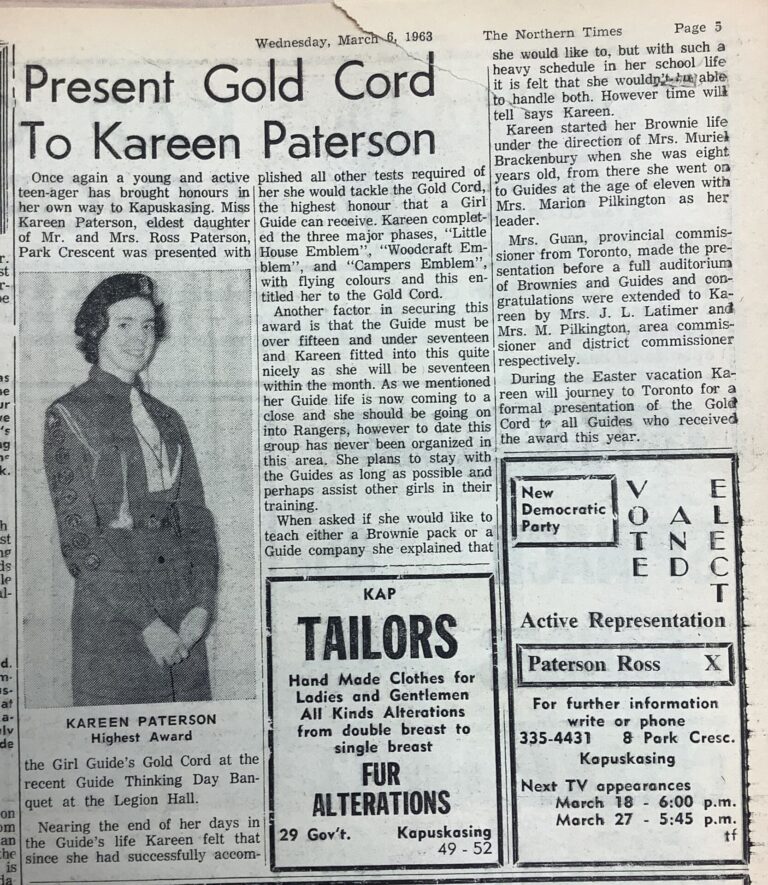 Wednesday, March 6, 1963
The Northern Times
Page 5
Present Gold Cord
To Kareen Paterson
Once again a young and active
teen-ager has brought honours in
her own way to Kapuskasing. Miss
Kareen Paterson, eldest daughter
of Mr. and Mrs. Ross Paterson,
Park Crescent was presented with
KAREEN PATERSON
Highest Award
the Girl Guide's Gold Cord at the
recent Guide Thinking Day Ban-
quet at the Legion Hall.
Nearing the end of her days in
the Guide's life Kareen felt that
since she had successfully accom-
plished all other tests required of
her she would tackle the Gold Cord,
the highest honour that a Girl
Guide can receive. Kareen complet-
ed the three major phases, "Little
House Emblem", "Woodcraft Em-
blem", and "Campers Emblem",
with flying colours and this en-
titled her to the Gold Cord.
Another factor in securing this
award is that the Guide must be
over fifteen and under seventeen
and Kareen fitted into this quite
nicely as she will be seventeen
within the month. As we mentioned
her Guide life is now coming to a
close and she should be going on
into Rangers, however to date this
group has never been organized in
this area. She plans to stay with
the Guides as long as possible and
perhaps assist other girls in their
training.
When asked if she would like to
teach either a Brownie pack or a
Guide company she explained that
she would like to, but with such a
heavy schedule in her school life
it is felt that she wouldn't be able
to handle both. However time will
tell says Kareen.
Kareen started her Brownie life
under the direction of Mrs. Muriel
Brackenbury when she was eight
years old, from there she went on
to Guides at the age of eleven with
Mrs. Marion Pilkington as her
leader.
Mrs. Gunn, provincial commis-
sioner from Toronto, made the pre-
sentation before a full auditorium
of Brownies and Guides and con-
gratulations were extended to Ka-
reen by Mrs. J. L. Latimer and
Mrs. M. Pilkington, area commis-
sioner and district commissioner
respectively.
During the Easter vacation Ka-
reen will journey to Toronto for a
formal presentation of the Gold
Cord to all Guides who received
the award this year.
KAP
TAILORS
Hand Made Clothes for
Ladies and Gentlemen
All Kinds Alterations
from double breast to
single breast
FUR
ALTERATIONS
29 Gov't. Kapuskasing
49 - 52
New
Democratic
Party
VOTE
AND
ELECT
Active Representation
Paterson Ross X
For further information
write or phone
335-4431 8 Park Cresc.
Kapuskasing
Next TV appearances
March 18 - 6:00 p.m.
March 27 - 5:45 p.m.
tf